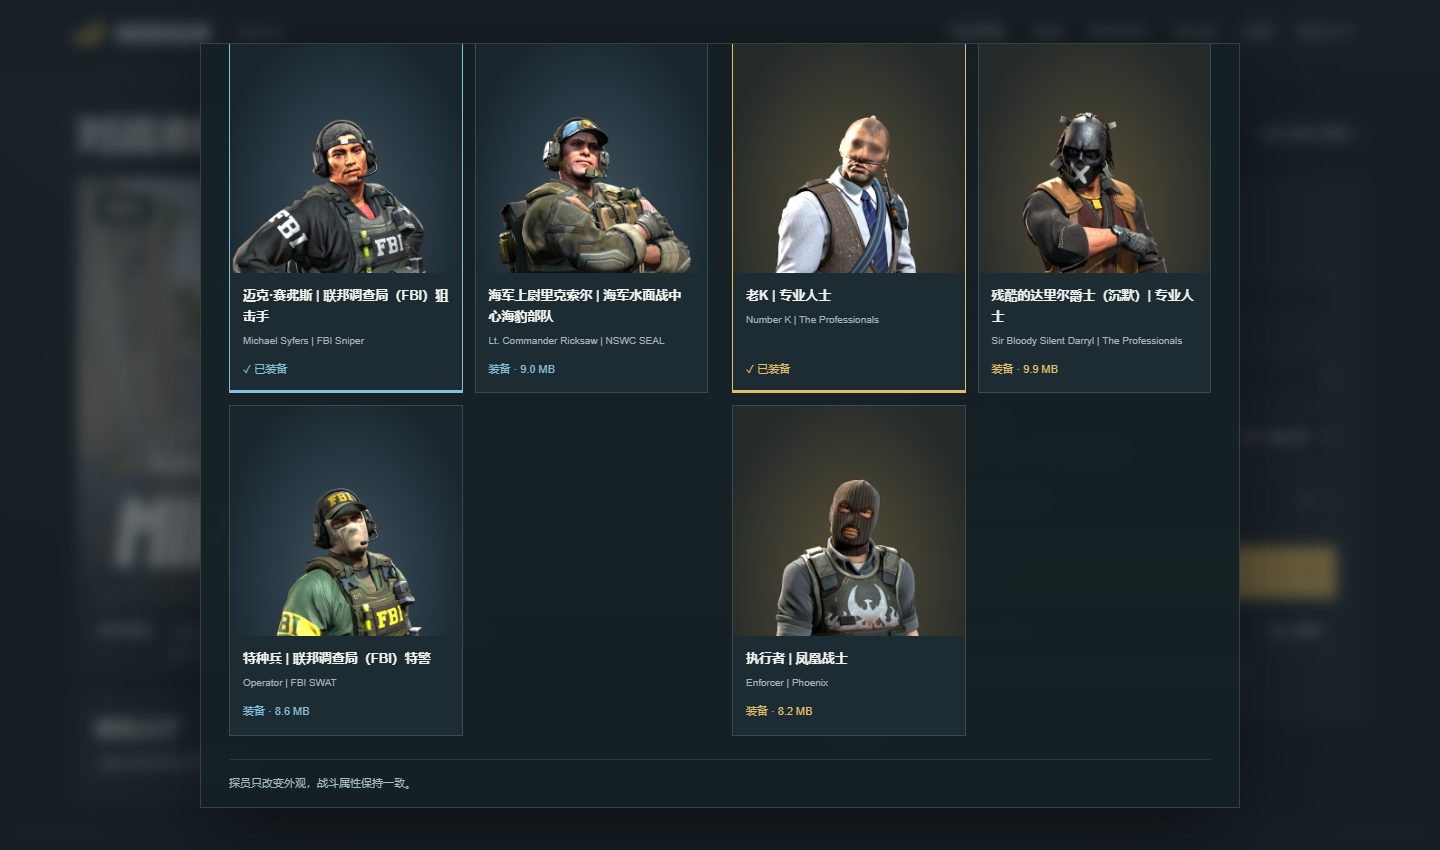 迈克·赛弗斯 | 联邦调查局（FBI）狙
击手
Michael Syfers | FBI Sniper
✓ 已装备
海军上尉里克索尔 | 海军水面战中
心海豹部队
Lt. Commander Ricksaw | NSWC SEAL
装备 · 9.0 MB
老K | 专业人士
Number K | The Professionals
✓ 已装备
残酷的达里尔爵士（沉默）| 专业人
士
Sir Bloody Silent Darryl | The Professionals
装备 · 9.9 MB
特种兵 | 联邦调查局（FBI）特警
Operator | FBI SWAT
装备 · 8.6 MB
执行者 | 凤凰战士
Enforcer | Phoenix
装备 · 8.2 MB
探员只改变外观，战斗属性保持一致。
FBI
FBI
FBI
BI
FBI